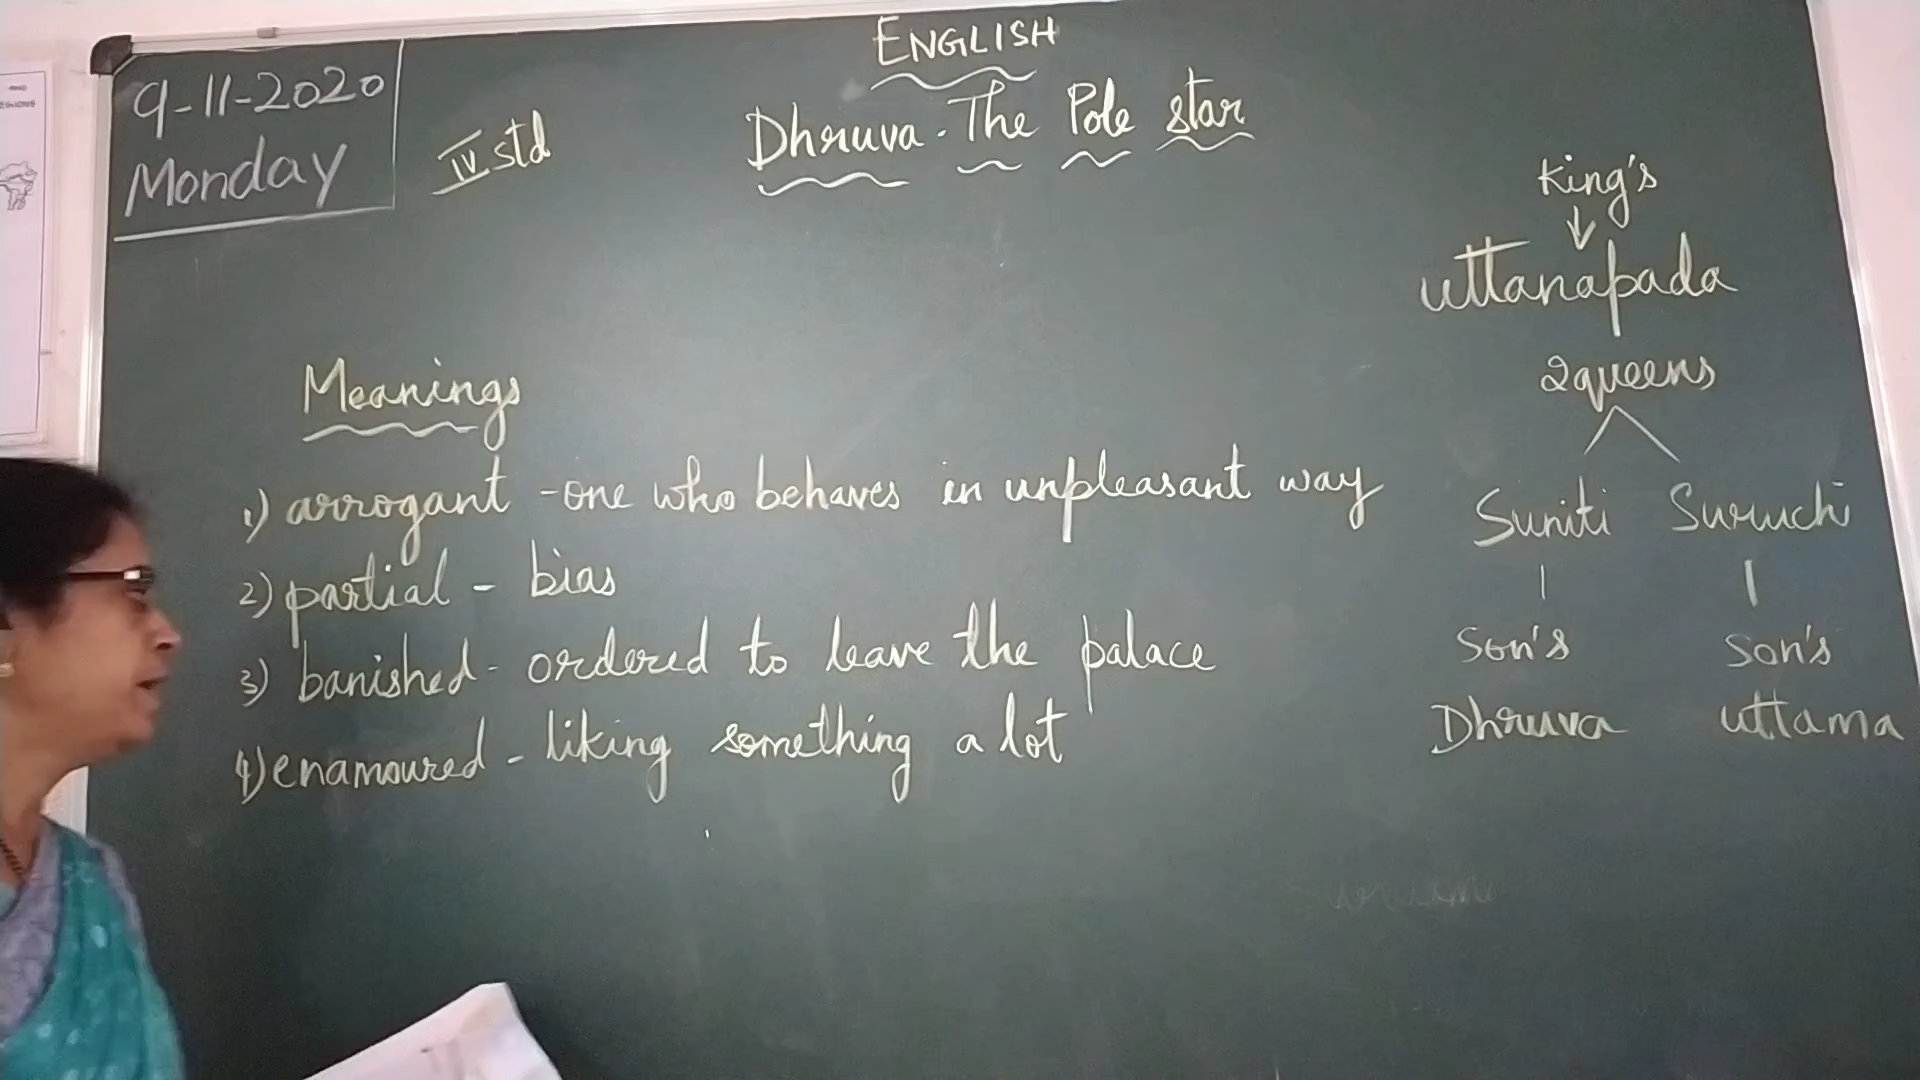 ENGLISH
9-11-2020
Monday
IV std
Dhruva - The Pole star
King's
uttanapada
2 queens
Suniti Suruchi
Son's Son's
Dhruva uttama
Meanings
1) arrogant - one who behaves in unpleasant way
2) partial - bias
3) banished - ordered to leave the palace
4) enamoured - liking something a lot